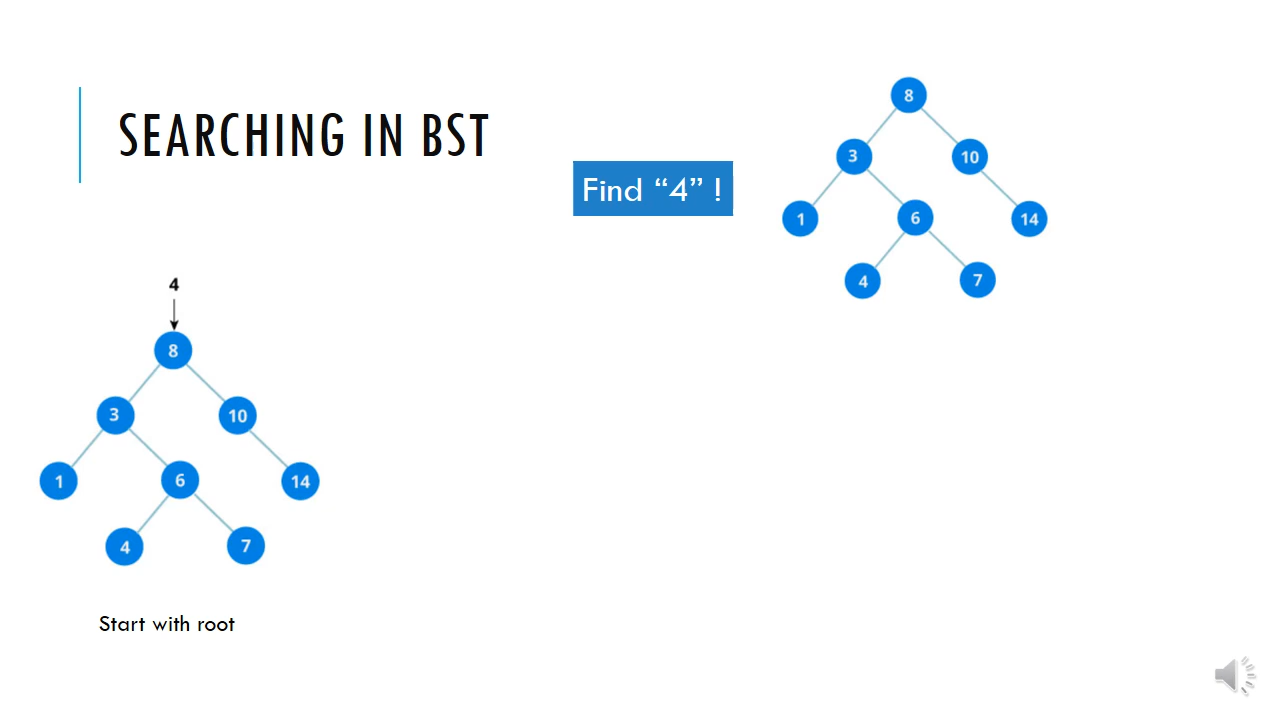 SEARCHING IN BST
Find “4” !
8
3 10
1 6 14
4 7
4
8
3 10
1 6 14
4 7
Start with root